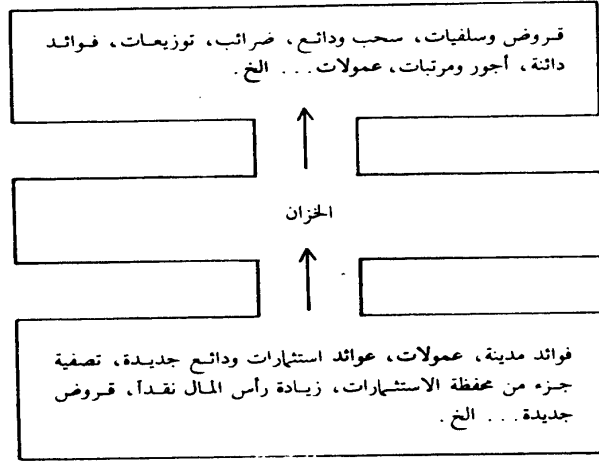 قروض وسلفيات، سحب ودائع، ضرائب، توزيعات، فوائد
دائنة، أجور ومرتبات، عمولات... الخ.
الخزان
فوائد مدينة، عمولات، عوائد استثمارات ودائع جديدة، تصفية
جزء من محفظة الاستثمارات، زيادة رأس المال نقداً، قروض
جديدة... الخ.